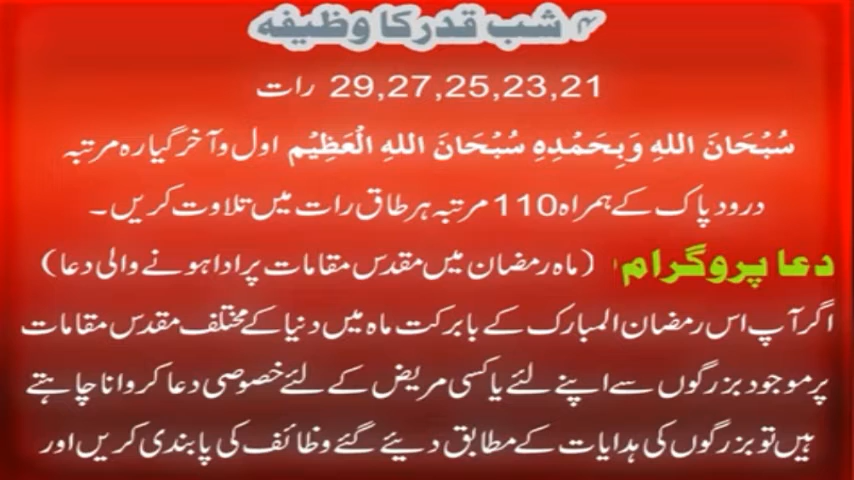 ۴ شب قدر کا وظیفہ
29,27,25,23,21 رات
سُبْحَانَ اللهِ وَبِحَمْدِهٖ سُبْحَانَ اللهِ الْعَظِيْمِ اول و آخر گیارہ مرتبہ
درود پاک کے ہمراہ 110 مرتبہ ہر طاق رات میں تلاوت کریں۔
دعا پروگرام (ماہ رمضان میں مقدس مقامات پر ادا ہونے والی دعا)
اگر آپ اس رمضان المبارک کے بابرکت ماہ میں دنیا کے مختلف مقدس مقامات
پر موجود بزرگوں سے اپنے لئے یا کسی مریض کے لئے خصوصی دعا کروانا چاہتے
ہیں تو بزرگوں کی ہدایات کے مطابق دیئے گئے وظائف کی پابندی کریں اور